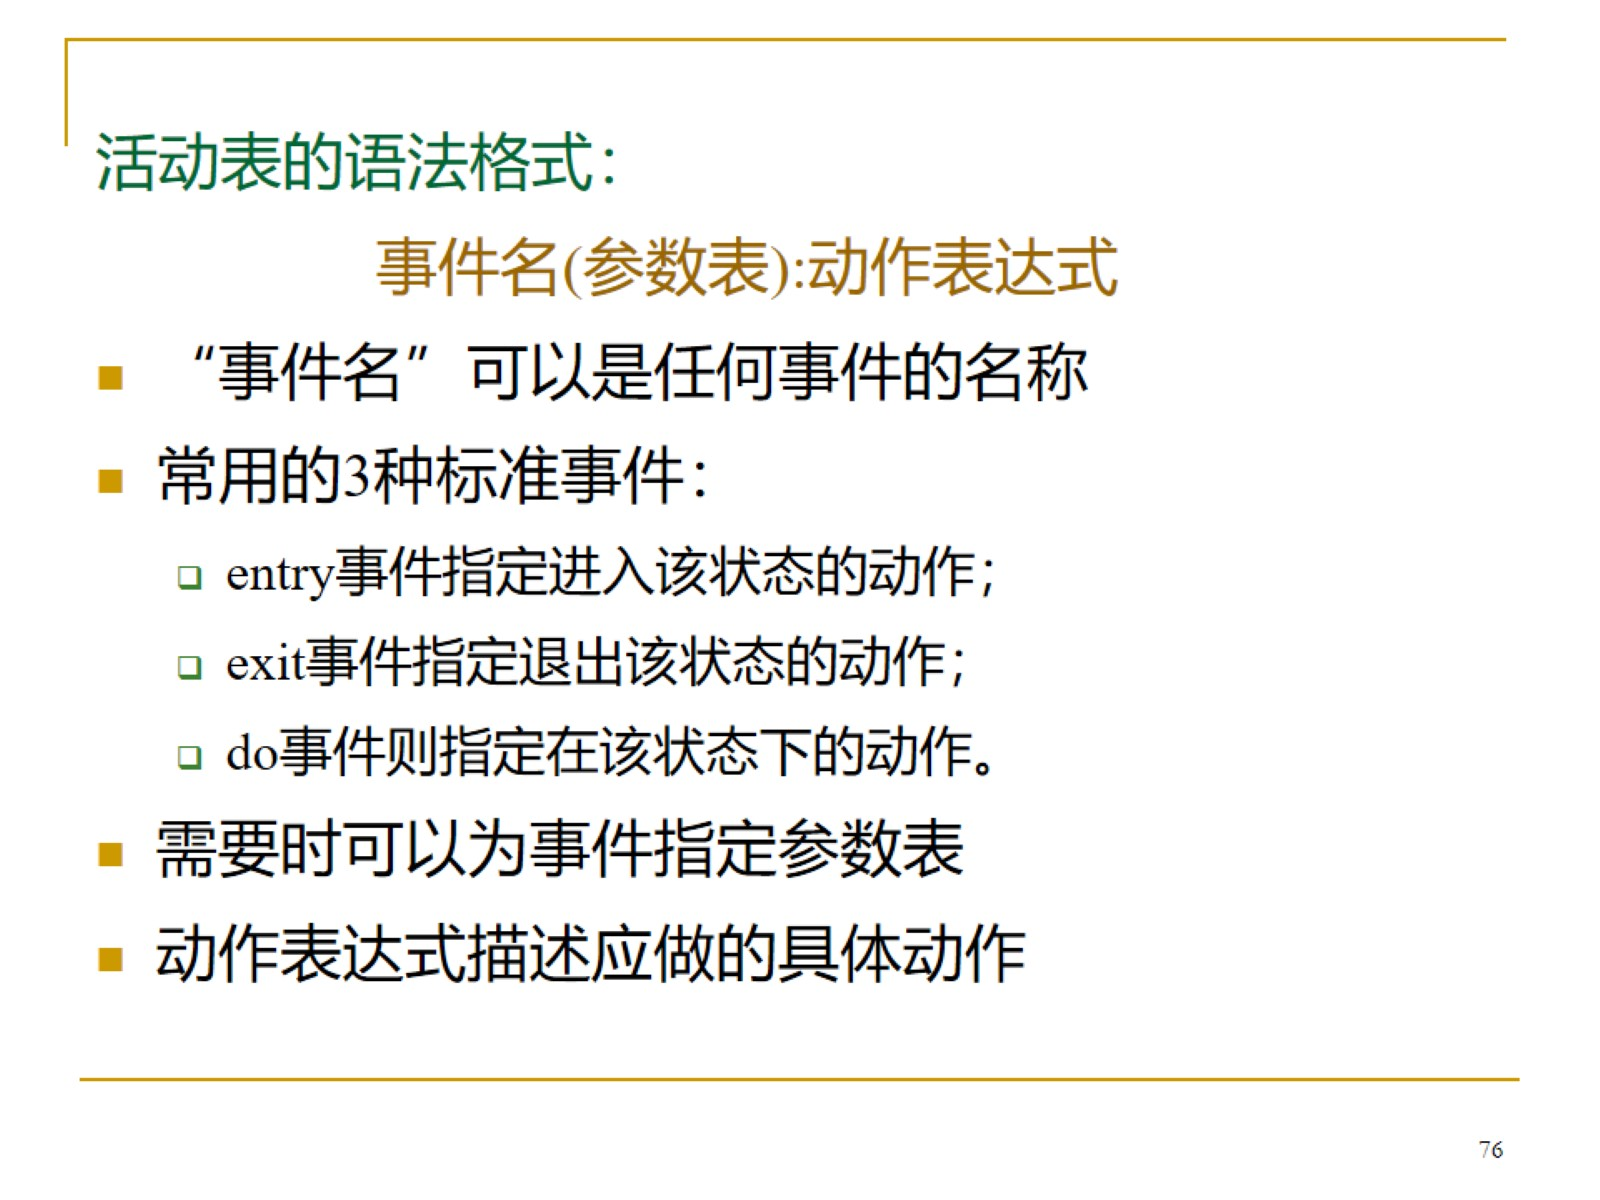 活动表的语法格式：
事件名(参数表):动作表达式
“事件名”可以是任何事件的名称
常用的3种标准事件：
entry事件指定进入该状态的动作；
exit事件指定退出该状态的动作；
do事件则指定在该状态下的动作。
需要时可以为事件指定参数表
动作表达式描述应做的具体动作
76